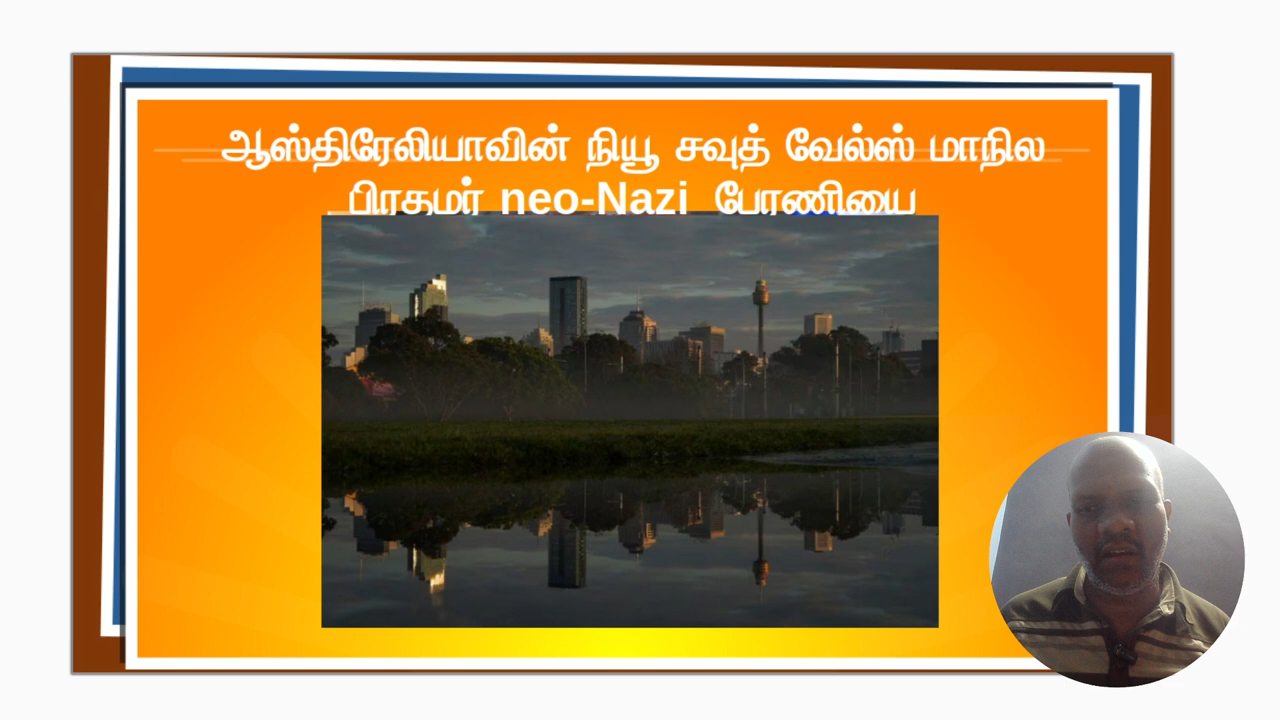 ஆஸ்திரேலியாவின் நியூ சவுத் வேல்ஸ் மாநில
பிரதமர் neo-Nazi பேரணியை